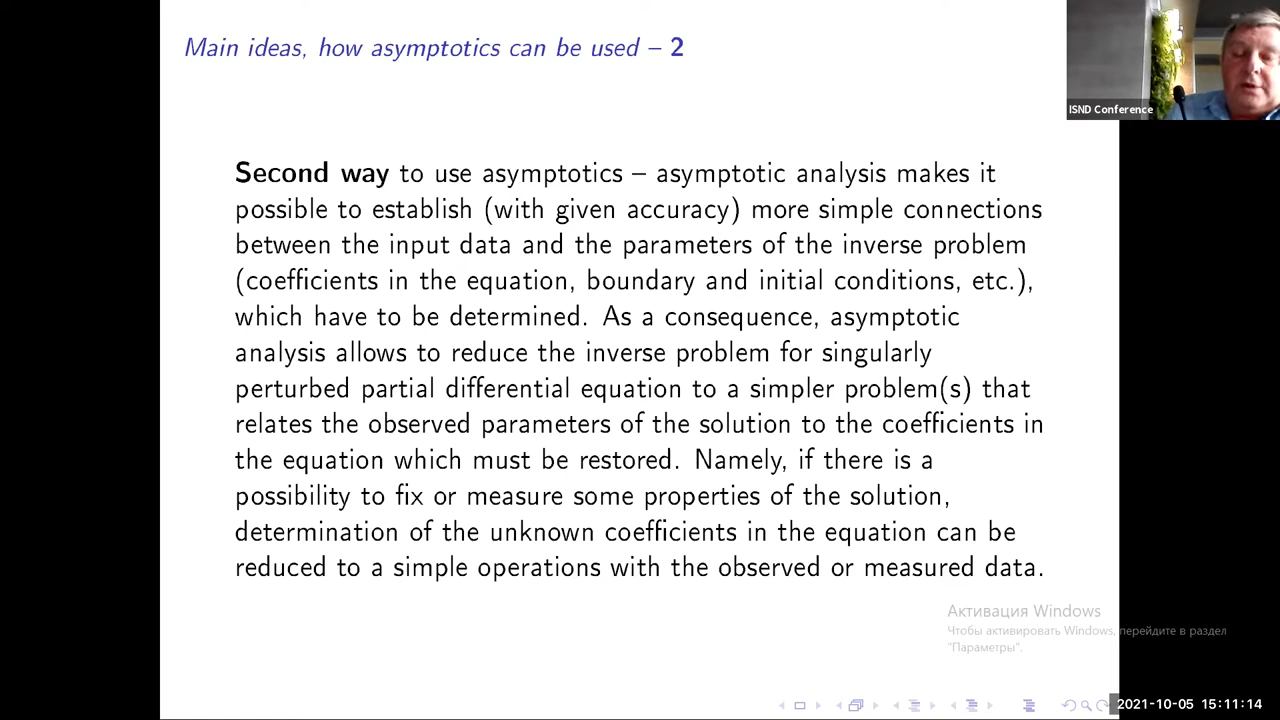 Main ideas, how asymptotics can be used – 2
ISND Conference
Second way to use asymptotics – asymptotic analysis makes it
possible to establish (with given accuracy) more simple connections
between the input data and the parameters of the inverse problem
(coefficients in the equation, boundary and initial conditions, etc.),
which have to be determined. As a consequence, asymptotic
analysis allows to reduce the inverse problem for singularly
perturbed partial differential equation to a simpler problem(s) that
relates the observed parameters of the solution to the coefficients in
the equation which must be restored. Namely, if there is a
possibility to fix or measure some properties of the solution,
determination of the unknown coefficients in the equation can be
reduced to a simple operations with the observed or measured data.
Активация Windows
Чтобы активировать Windows, перейдите в раздел
"Параметры".
2021-10-05 15:11:14